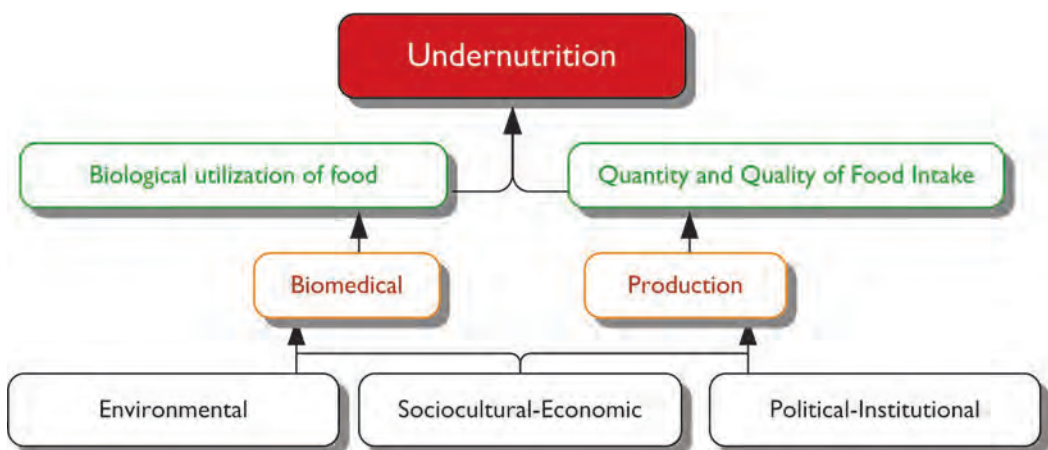 Undernutrition
Biological utilization of food
Quantity and Quality of Food Intake
Biomedical
Production
Environmental
Sociocultural-Economic
Political-Institutional